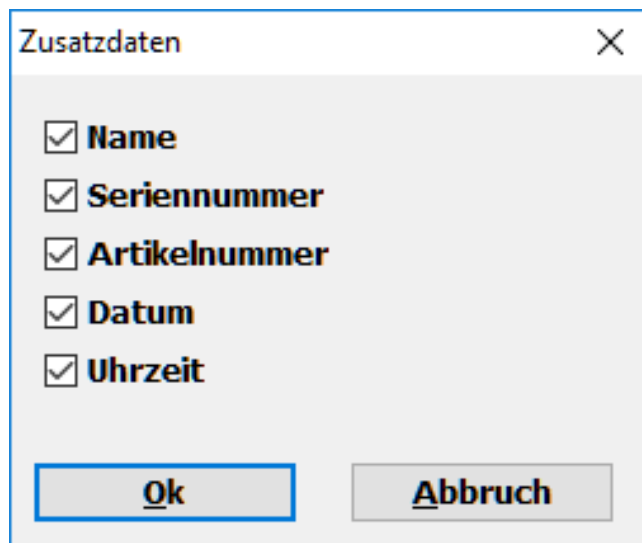 Zusatzdaten
Name
Seriennummer
Artikelnummer
Datum
Uhrzeit
Ok
Abbruch